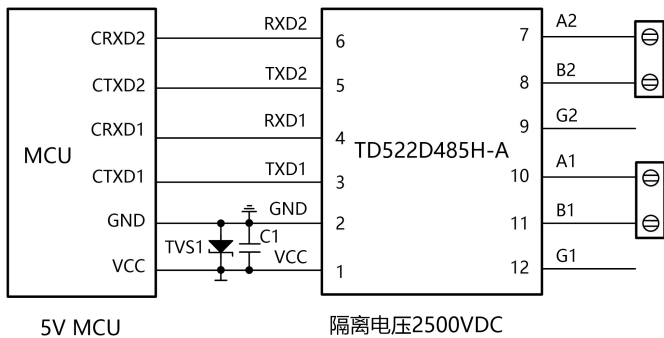 CRXD2 RXD2 6 7 A2
CTXD2 TXD2 5 8 B2
CRXD1 RXD1 4 9 G2
MCU TD522D485H-A
CTXD1 TXD1 3 10 A1
GND GND 2 11 B1
TVS1 C1
VCC VCC 1 12 G1
5V MCU 隔离电压2500VDC